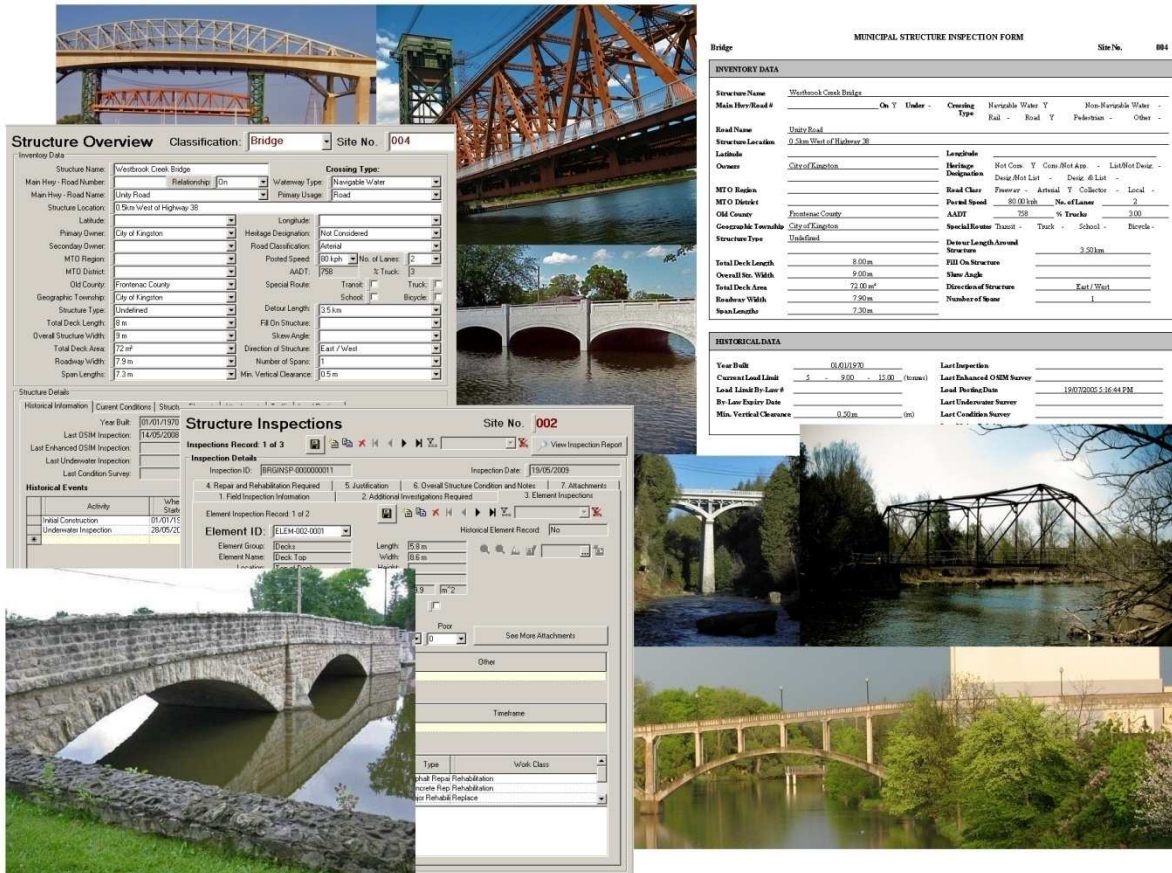 Structure Overview Classification: Bridge Site No. 004
Inventory Data
Structure Name: Westbrook Creek Bridge Crossing Type:
Main Hwy - Road Number: Relationship: On Waterway Type: Navigable Water
Main Hwy - Road Name: Unity Road Primary Usage: Road
Structure Location: 0.5km West of Highway 38
Latitude: Longitude:
Primary Owner: City of Kingston Heritage Designation: Not Considered
Secondary Owner: Road Classification: Arterial
MTO Region: Posted Speed: 80 kph No. of Lanes: 2
MTO District: AADT: 758 % Truck: 3
Old County: Frontenac County Special Route: Transit: Truck:
Geographic Township: City of Kingston School: Bicycle:
Structure Type: Undefined Detour Length: 3.5 km
Total Deck Length: 8 m Fill On Structure:
Overall Structure Width: 9 m Skew Angle:
Total Deck Area: 72 m² Direction of Structure: East / West
Roadway Width: 7.9 m Number of Spans: 1
Span Lengths: 7.3 m Min. Vertical Clearance: 0.5 m
Structure Details
Historical Information Current Conditions
Year Built: 01/01/1970
Last OSIM Inspection: 14/05/2008
Last Enhanced OSIM Inspection:
Last Underwater Inspection:
Last Condition Survey:
Historical Events
Activity
Initial Construction
Underwater Inspection
Structure Inspections Site No. 002
Inspections Record: 1 of 3 View Inspection Report
Inspection Details
Inspection ID: BRGINSP-0000000011 Inspection Date: 19/05/2009
4. Repair and Rehabilitation Required 5. Justification 6. Overall Structure Condition and Notes 7. Attachments
1. Field Inspection Information 2. Additional Investigations Required 3. Element Inspections
Element Inspection Record: 1 of 2
Element ID: ELEM-002-0001 Historical Element Record: No
Element Group: Decks Length: 5.8 m
Element Name: Deck Top Width: 8.6 m
Location: Top of Deck Height:
m^2
Poor
0 See More Attachments
Other
Timeframe
Type Work Class
Rehabilitation
Rehabilitation
Replace
MUNICIPAL STRUCTURE INSPECTION FORM
Bridge Site No. 004
INVENTORY DATA
Structure Name Westbrook Creek Bridge
Main Hwy/Road # On Y Under - Crossing Type Navigable Water Y Non-Navigable Water -
Rail - Road Y Pedestrian - Other -
Road Name Unity Road
Structure Location 0.5km West of Highway 38
Latitude Longitude
Owners City of Kingston Heritage Designation Not Cons. Y Cons./Not App. - List/Not Desig. -
Desig./Not List - Desig. & List -
MTO Region Road Class Freeway - Arterial Y Collector - Local -
MTO District Posted Speed 80.00 kph No. of Lanes 2
Old County Frontenac County AADT 758 % Trucks 3.00
Geographic Township City of Kingston Special Routes Transit - Truck - School - Bicycle -
Structure Type Undefined Detour Length Around Structure 3.50 km
Total Deck Length 8.00 m Fill On Structure
Overall Str. Width 9.00 m Skew Angle
Total Deck Area 72.00 m² Direction of Structure East / West
Roadway Width 7.90 m Number of Spans 1
Span Lengths 7.30 m
HISTORICAL DATA
Year Built 01/01/1970 Last Inspection
Current Load Limit 5 - 9.00 - 15.00 (tonnes) Last Enhanced OSIM Survey
Load Limit By-Law # Load Posting Date 19/07/2005 5:16:44 PM
By-Law Expiry Date Last Underwater Survey
Min. Vertical Clearance 0.50m (m) Last Condition Survey